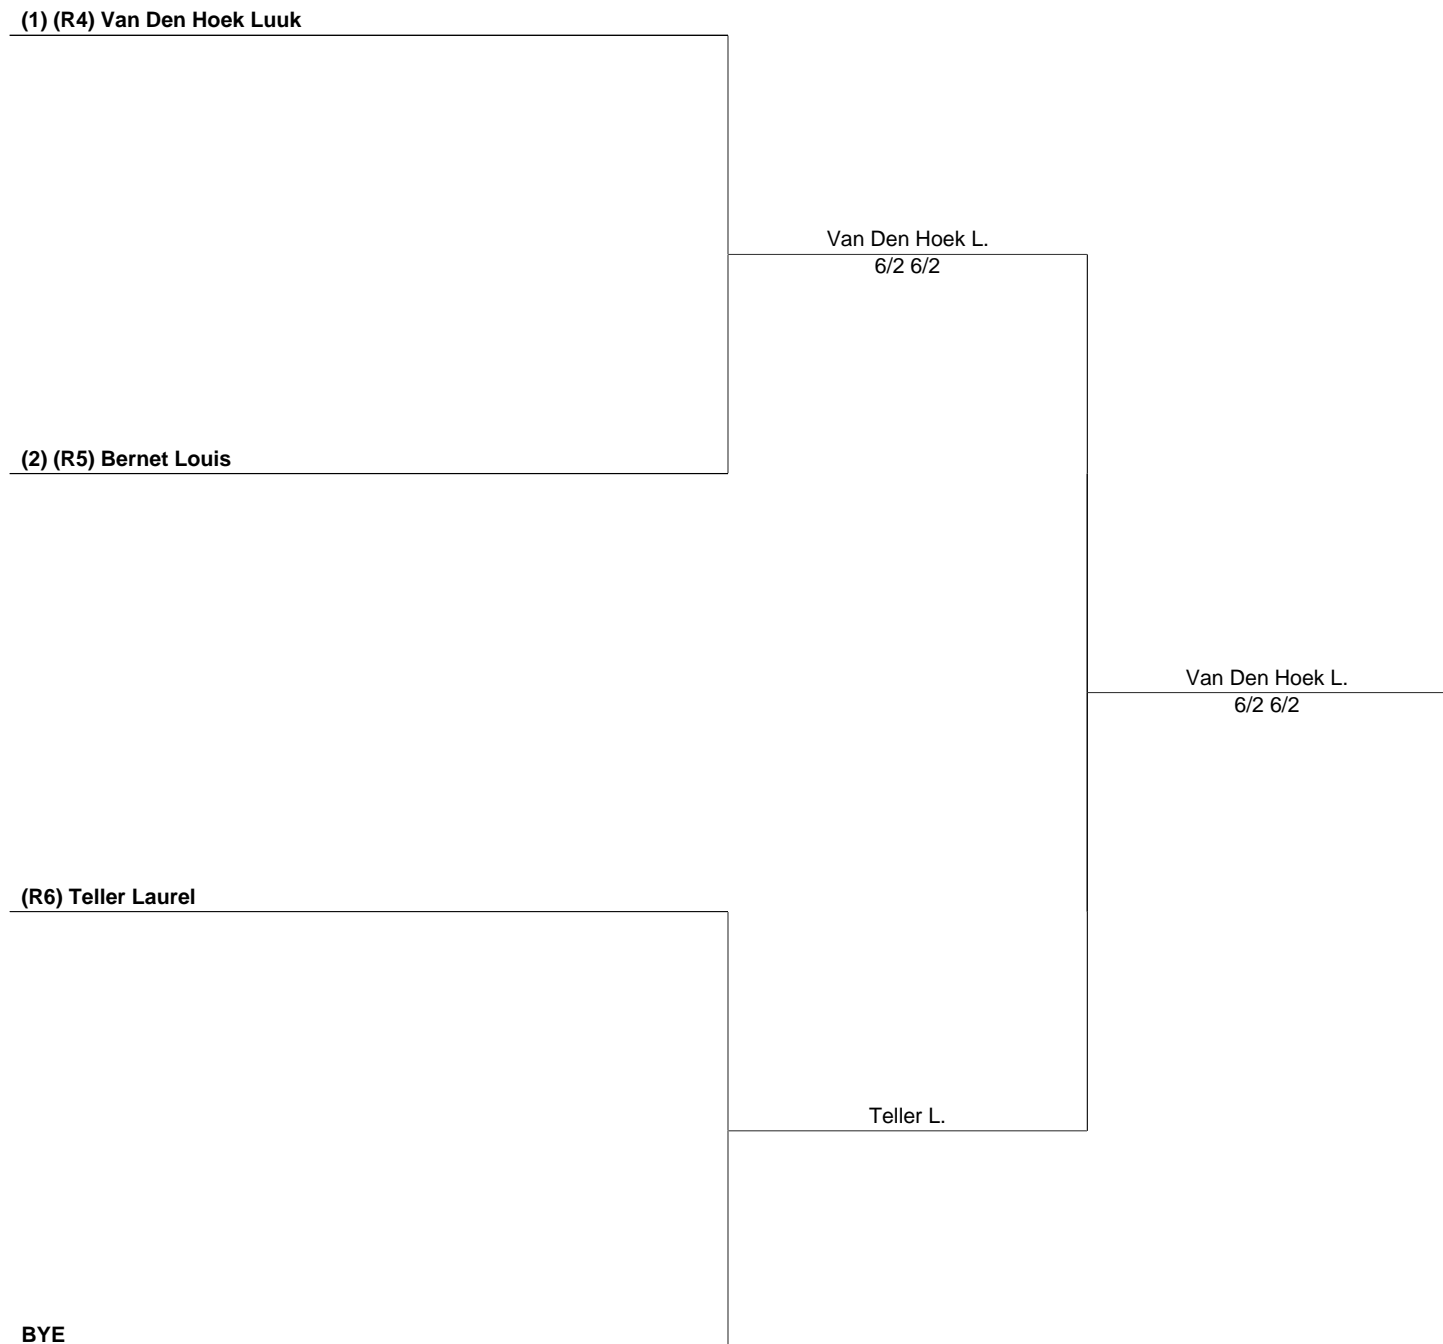 (1) (R4) Van Den Hoek Luuk
Van Den Hoek L.
6/2 6/2
(2) (R5) Bernet Louis
Van Den Hoek L.
6/2 6/2
(R6) Teller Laurel
Teller L.
BYE